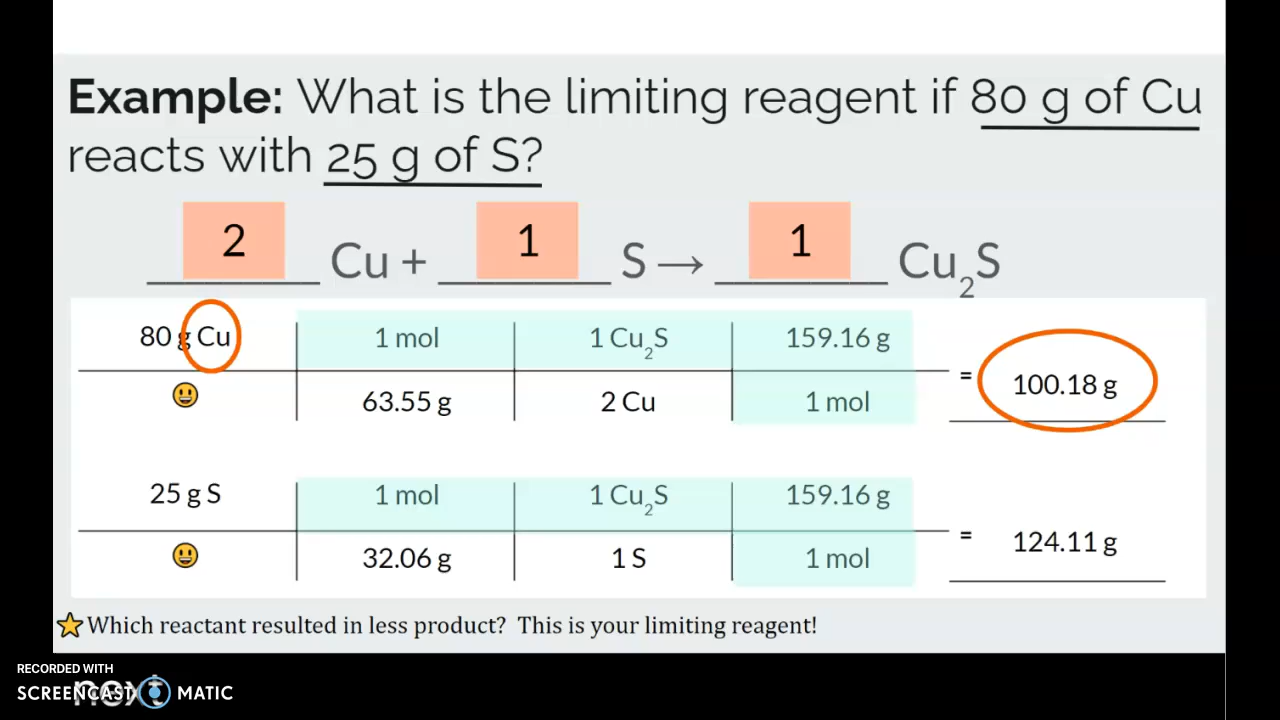 Example: What is the limiting reagent if 80 g of Cu
reacts with 25 g of S?
2 Cu + 1 S → 1 Cu₂S
80 g Cu 1 mol 1 Cu₂S 159.16 g
= 100.18 g
63.55 g 2 Cu 1 mol
25 g S 1 mol 1 Cu₂S 159.16 g
= 124.11 g
32.06 g 1 S 1 mol
Which reactant resulted in less product? This is your limiting reagent!
RECORDED WITH
SCREENCAST MATIC
next